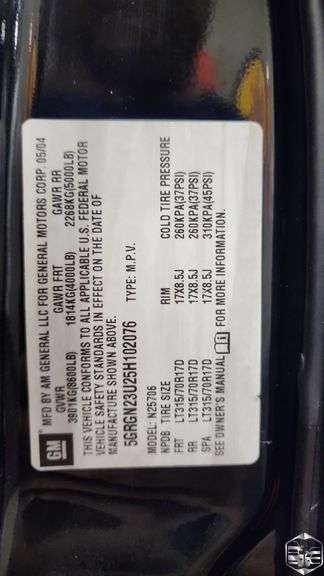 GM
MFD BY AM GENERAL LLC FOR GENERAL MOTORS CORP. 05/04
GVWR GAWR FRT GAWR RR
3901KG(8600LB) 1814KG(4000LB) 2268KG(5000LB)
THIS VEHICLE CONFORMS TO ALL APPLICABLE U.S. FEDERAL MOTOR
VEHICLE SAFETY STANDARDS IN EFFECT ON THE DATE OF
MANUFACTURE SHOWN ABOVE.
5GRGN23U25H102076 TYPE: M.P.V.
MODEL: N25706
NPDB TIRE SIZE RIM COLD TIRE PRESSURE
FRT LT315/70R17D 17X8.5J 260KPA(37PSI)
RR LT315/70R17D 17X8.5J 260KPA(37PSI)
SPA LT315/70R17D 17X8.5J 310KPA(45PSI)
SEE OWNER'S MANUAL FOR MORE INFORMATION.